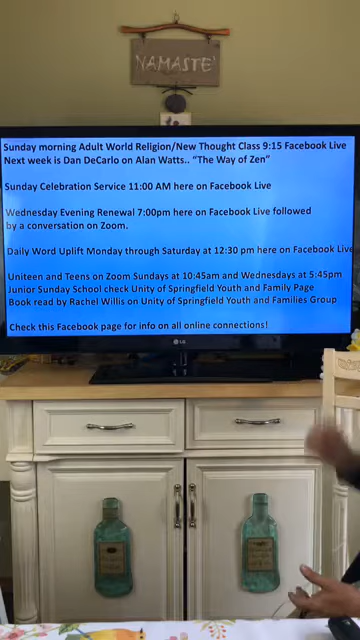 NAMASTE
Sunday morning Adult World Religion/New Thought Class 9:15 Facebook Live
Next week is Dan DeCarlo on Alan Watts.. “The Way of Zen”
Sunday Celebration Service 11:00 AM here on Facebook Live
Wednesday Evening Renewal 7:00pm here on Facebook Live followed
by a conversation on Zoom.
Daily Word Uplift Monday through Saturday at 12:30 pm here on Facebook Live
Uniteen and Teens on Zoom Sundays at 10:45am and Wednesdays at 5:45pm
Junior Sunday School check Unity of Springfield Youth and Family Page
Book read by Rachel Willis on Unity of Springfield Youth and Families Group
Check this Facebook page for info on all online connections!
LG